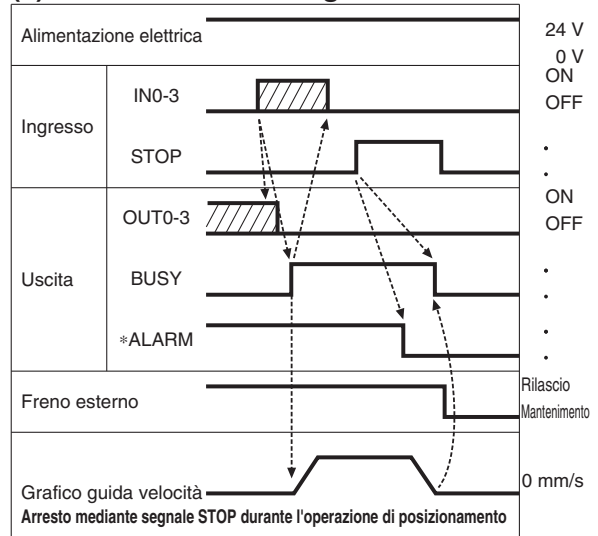 Alimentazione elettrica
24 V
0 V
Ingresso
IN0-3
ON
OFF
STOP
Uscita
OUT0-3
ON
OFF
BUSY
*ALARM
Freno esterno
Rilascio
Mantenimento
Grafico guida velocità
0 mm/s
Arresto mediante segnale STOP durante l'operazione di posizionamento